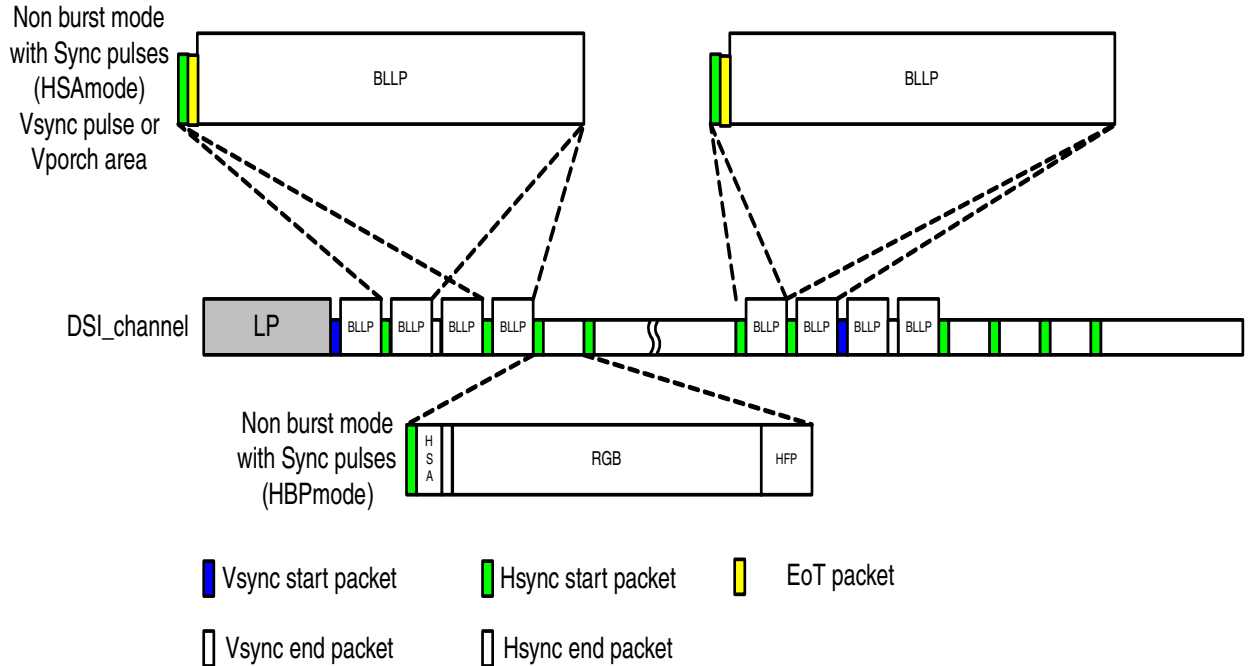 Non burst mode
with Sync pulses
(HSAmode)
Vsync pulse or
Vporch area
BLLP
BLLP
DSI_channel
LP
BLLP
BLLP
BLLP
BLLP
BLLP
BLLP
BLLP
BLLP
Non burst mode
with Sync pulses
(HBPmode)
H
S
A
RGB
HFP
Vsync start packet
Hsync start packet
EoT packet
Vsync end packet
Hsync end packet